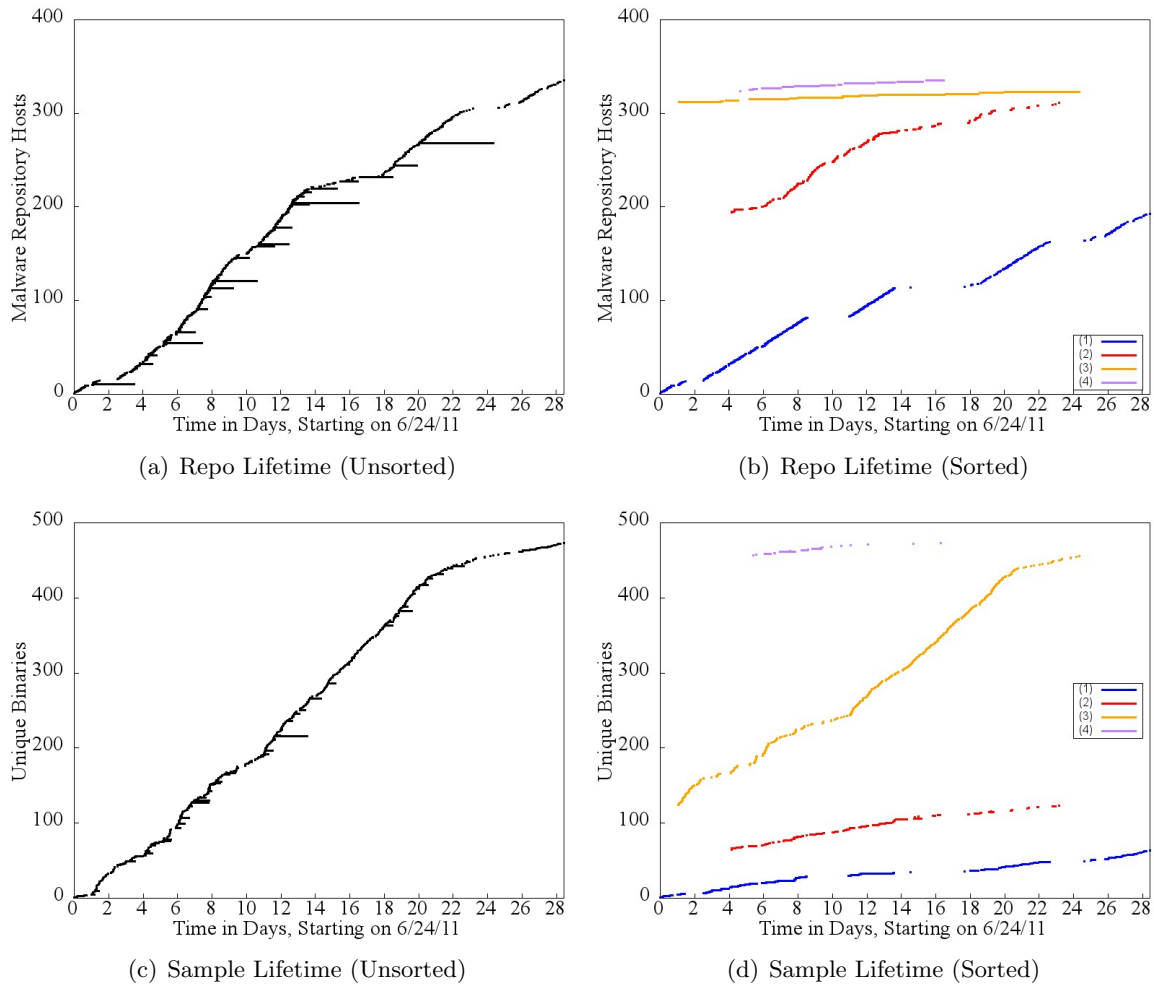 400
300
200
100
0
Malware Repository Hosts
0 2 4 6 8 10 12 14 16 18 20 22 24 26 28
Time in Days, Starting on 6/24/11
(a) Repo Lifetime (Unsorted)
400
300
200
100
0
Malware Repository Hosts
(1)
(2)
(3)
(4)
0 2 4 6 8 10 12 14 16 18 20 22 24 26 28
Time in Days, Starting on 6/24/11
(b) Repo Lifetime (Sorted)
500
400
300
200
100
0
Unique Binaries
0 2 4 6 8 10 12 14 16 18 20 22 24 26 28
Time in Days, Starting on 6/24/11
(c) Sample Lifetime (Unsorted)
500
400
300
200
100
0
Unique Binaries
(1)
(2)
(3)
(4)
0 2 4 6 8 10 12 14 16 18 20 22 24 26 28
Time in Days, Starting on 6/24/11
(d) Sample Lifetime (Sorted)